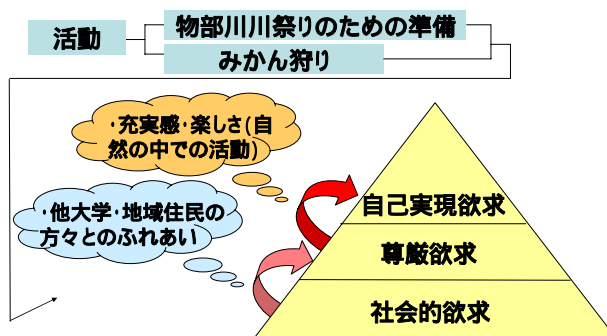 活動
物部川川祭りのための準備
みかん狩り
・充実感・楽しさ(自
然の中での活動)
・他大学・地域住民の
方々とのふれあい
自己実現欲求
尊厳欲求
社会的欲求